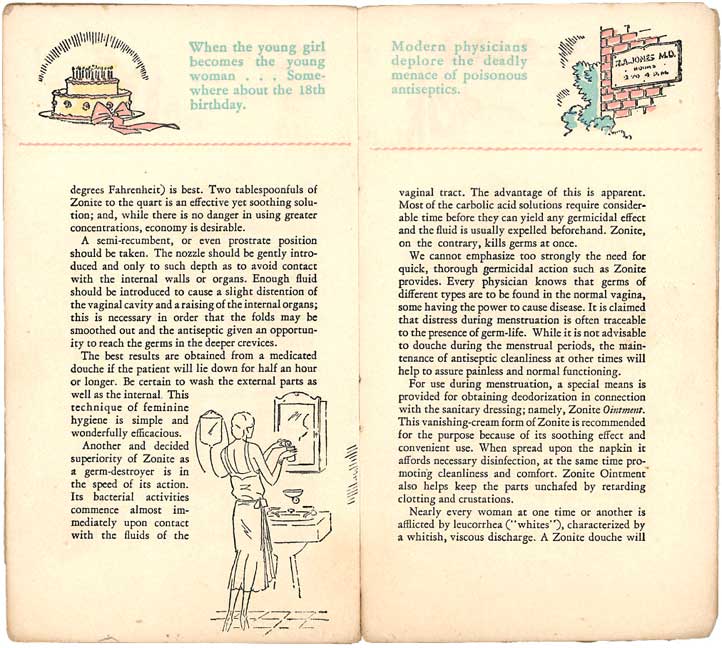 When the young girl
becomes the young
woman . . . Some-
where about the 18th
birthday.
degrees Fahrenheit) is best. Two tablespoonfuls of
Zonite to the quart is an effective yet soothing solu-
tion; and, while there is no danger in using greater
concentrations, economy is desirable.
A semi-recumbent, or even prostrate position
should be taken. The nozzle should be gently intro-
duced and only to such depth as to avoid contact
with the internal walls or organs. Enough fluid
should be introduced to cause a slight distention of
the vaginal cavity and a raising of the internal organs;
this is necessary in order that the folds may be
smoothed out and the antiseptic given an opportun-
ity to reach the germs in the deeper crevices.
The best results are obtained from a medicated
douche if the patient will lie down for half an hour
or longer. Be certain to wash the external parts as
well as the internal. This
technique of feminine
hygiene is simple and
wonderfully efficacious.
Another and decided
superiority of Zonite as
a germ-destroyer is in
the speed of its action.
Its bacterial activities
commence almost im-
mediately upon contact
with the fluids of the
Modern physicians
deplore the deadly
menace of poisonous
antiseptics.
JONES M.D.
HOURS
2 TO 4 P.M.
vaginal tract. The advantage of this is apparent.
Most of the carbolic acid solutions require consider-
able time before they can yield any germicidal effect
and the fluid is usually expelled beforehand. Zonite,
on the contrary, kills germs at once.
We cannot emphasize too strongly the need for
quick, thorough germicidal action such as Zonite
provides. Every physician knows that germs of
different types are to be found in the normal vagina,
some having the power to cause disease. It is claimed
that distress during menstruation is often traceable
to the presence of germ-life. While it is not advisable
to douche during the menstrual periods, the main-
tenance of antiseptic cleanliness at other times will
help to assure painless and normal functioning.
For use during menstruation, a special means is
provided for obtaining deodorization in connection
with the sanitary dressing; namely, Zonite Ointment.
This vanishing-cream form of Zonite is recommended
for the purpose because of its soothing effect and
convenient use. When spread upon the napkin it
affords necessary disinfection, at the same time pro-
moting cleanliness and comfort. Zonite Ointment
also helps keep the parts unchafed by retarding
clotting and crustations.
Nearly every woman at one time or another is
afflicted by leucorrhea ("whites"), characterized by
a whitish, viscous discharge. A Zonite douche will